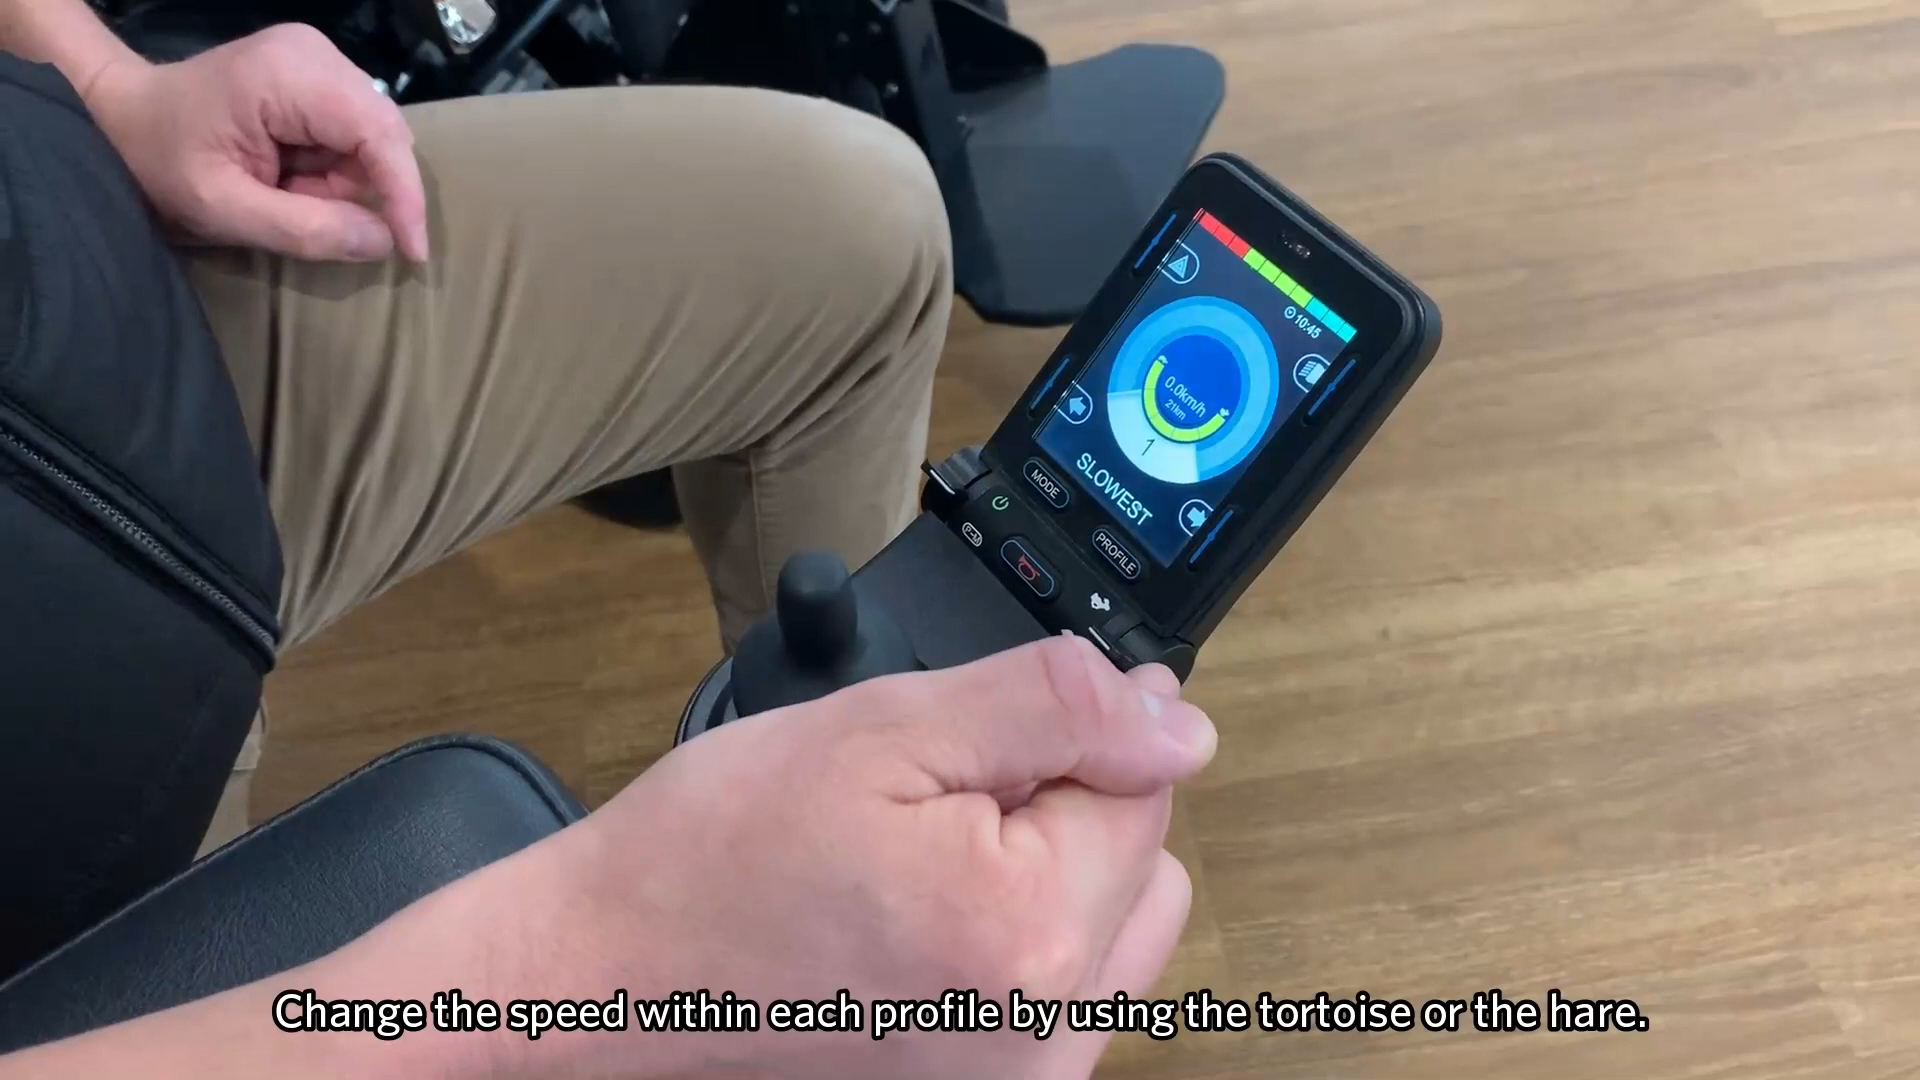 10:45
0.0km/h
21km
1
SLOWEST
MODE
PROFILE
Change the speed within each profile by using the tortoise or the hare.